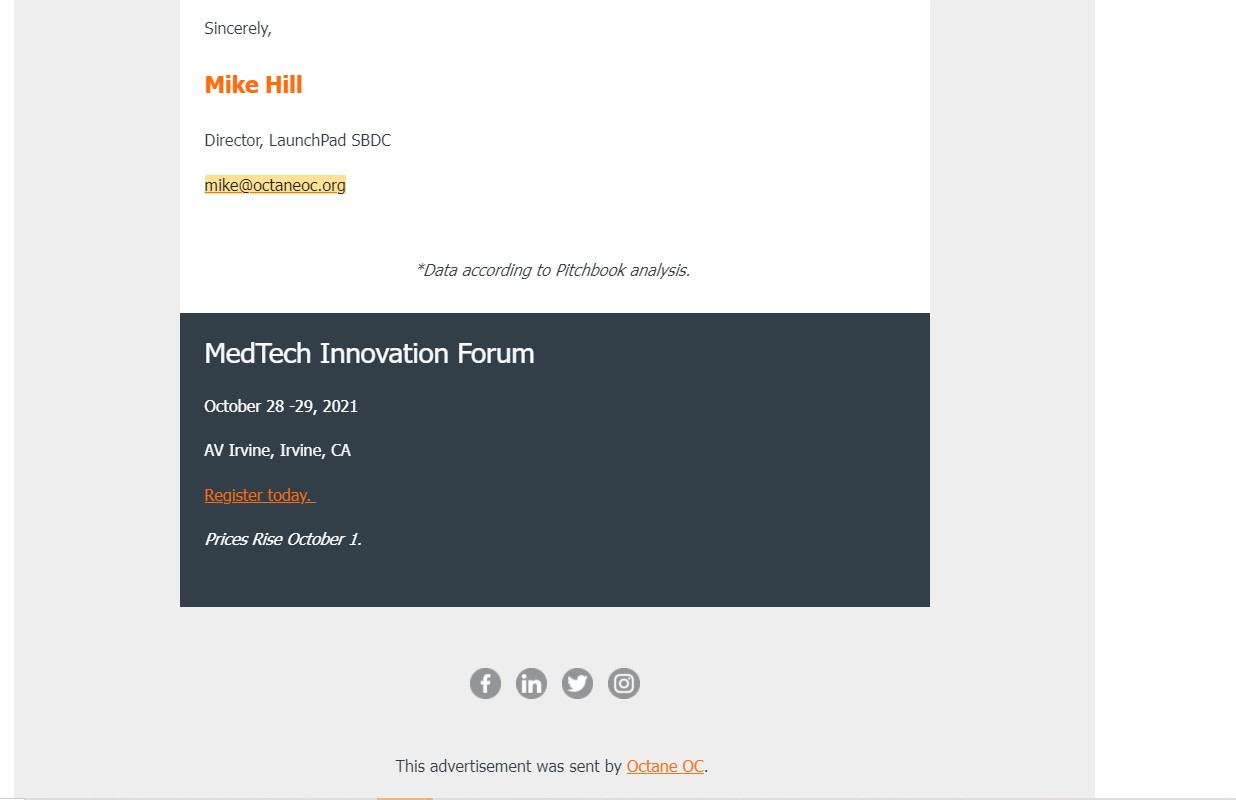 Sincerely,
Mike Hill
Director, LaunchPad SBDC
mike@octaneoc.org
*Data according to Pitchbook analysis.
MedTech Innovation Forum
October 28 -29, 2021
AV Irvine, Irvine, CA
Register today.
Prices Rise October 1.
This advertisement was sent by Octane OC.